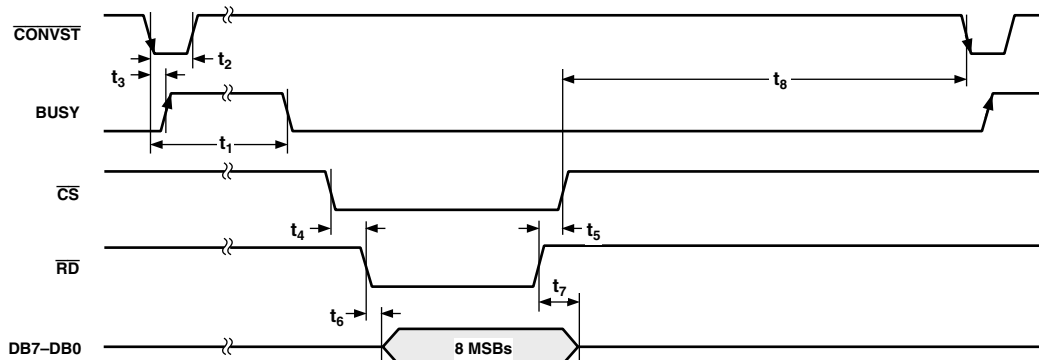 CONVST
t2
t3
t8
BUSY
t1
CS
t4
t5
RD
t7
t6
DB7–DB0
8 MSBs